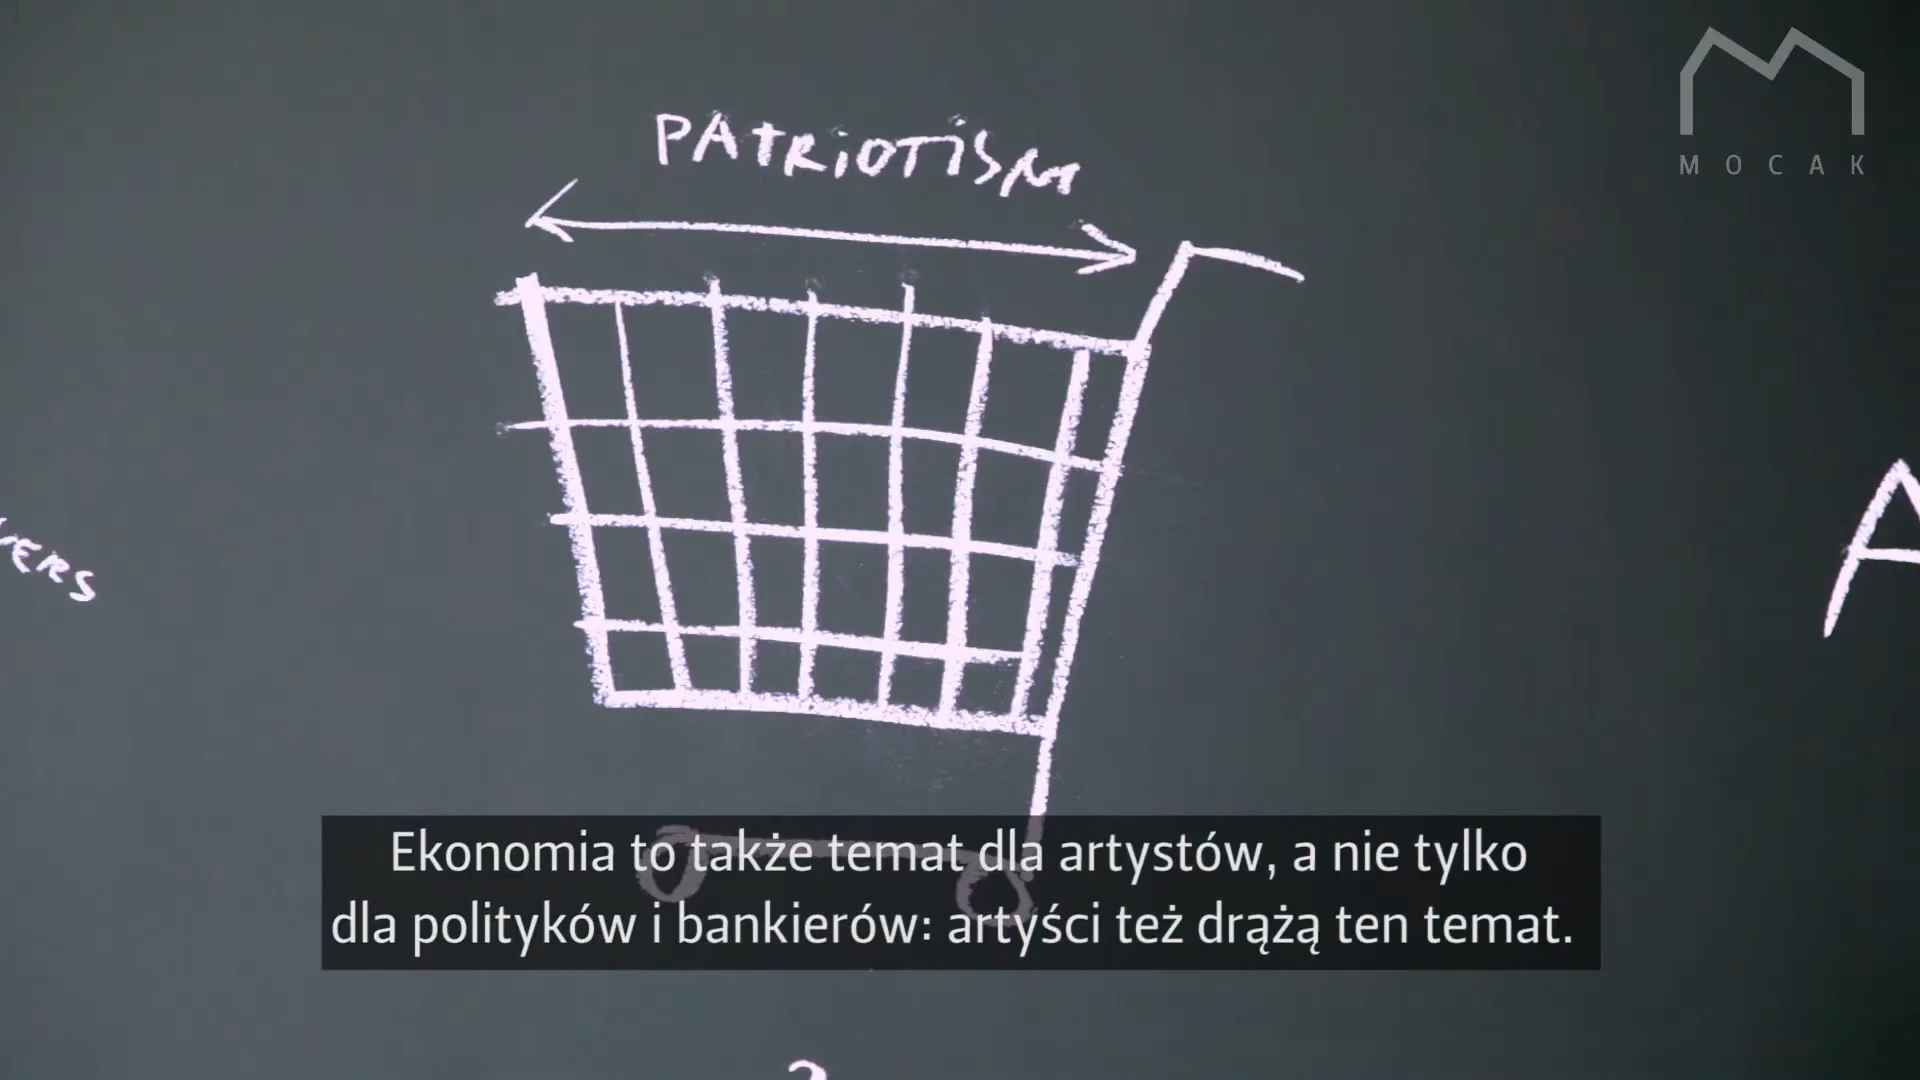 MOCAK
PATRIOTISM
Ekonomia to także temat dla artystów, a nie tylko
dla polityków i bankierów: artyści też drążą ten temat.